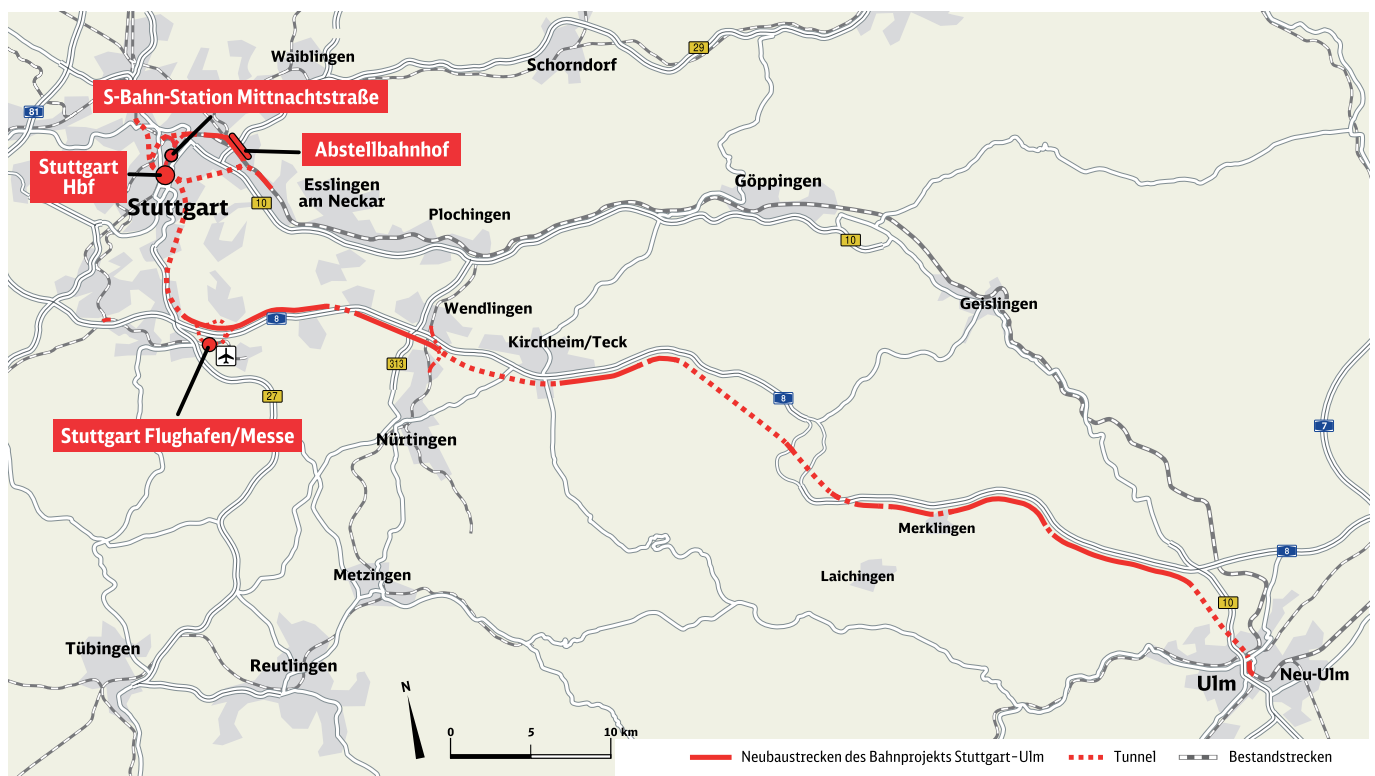 Waiblingen
Schorndorf
29
81
S-Bahn-Station Mittnachtstraße
Abstellbahnhof
Stuttgart
Hbf
Stuttgart
Esslingen
am Neckar
10
Plochingen
Göppingen
10
Geislingen
Wendlingen
8
Kirchheim/Teck
313
27
8
7
Stuttgart Flughafen/Messe
Nürtingen
Merklingen
8
Laichingen
Metzingen
10
Tübingen
Reutlingen
Ulm
Neu-Ulm
N
0 5 10 km
Neubaustrecken des Bahnprojekts Stuttgart–Ulm Tunnel Bestandstrecken